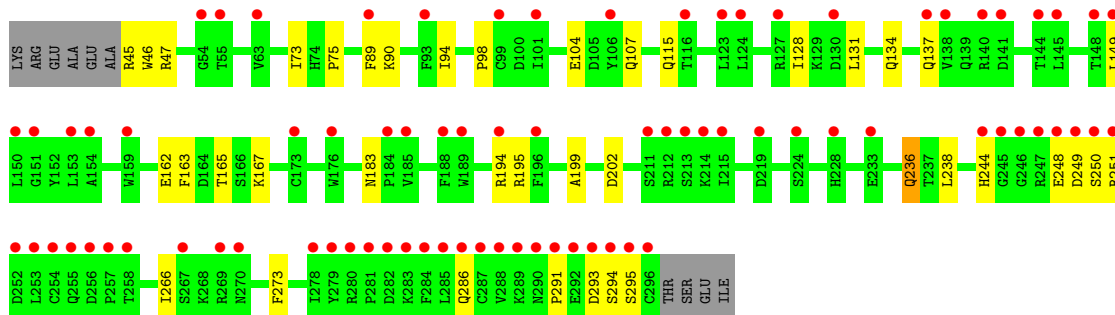 LYS ARG GLU ALA GLU ALA R45 W46 R47 G54 T55 V63 I73 H74 P75 F89 K90 F93 I94 P98 C99 D100 I101 E104 D105 Y106 Q107 Q115 T116 L123 L124 R127 I128 K129 D130 L131 Q134 Q137 V138 Q139 R140 D141 T144 L145 T148 L149
L150 G151 Y152 L153 A154 W159 E162 F163 D164 T165 S166 K167 C173 W176 N183 P184 V185 F188 W189 R194 R195 F196 A199 D202 S211 R212 S213 K214 I215 D219 S224 H228 E233 Q236 T237 L238 H244 G245 G246 R247 E248 D249 S250 R251
D252 L253 C254 Q255 D256 P257 T258 I266 S267 K268 R269 N270 F273 I278 Y279 R280 P281 D282 K283 F284 L285 Q286 C287 V288 K289 N290 P291 E292 D293 S294 S295 C296 THR SER GLU ILE